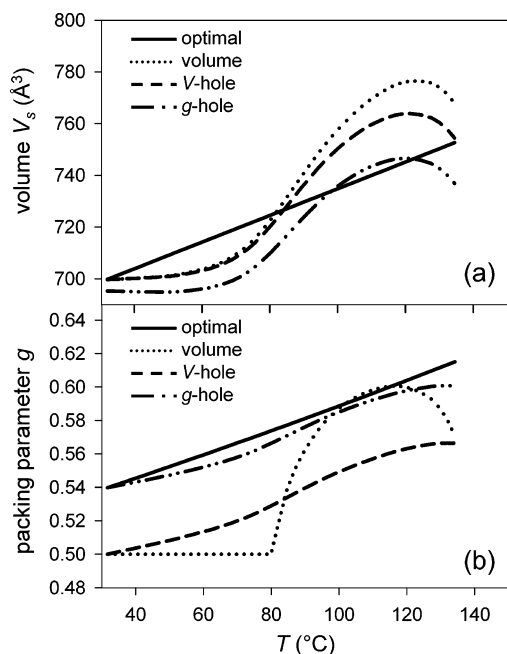 800
780
760
740
720
700
volume Vs (Å³)
optimal
volume
V-hole
g-hole
(a)
0.64
0.62
0.60
0.58
0.56
0.54
0.52
0.50
0.48
packing parameter g
optimal
volume
V-hole
g-hole
(b)
40 60 80 100 120 140
T (°C)